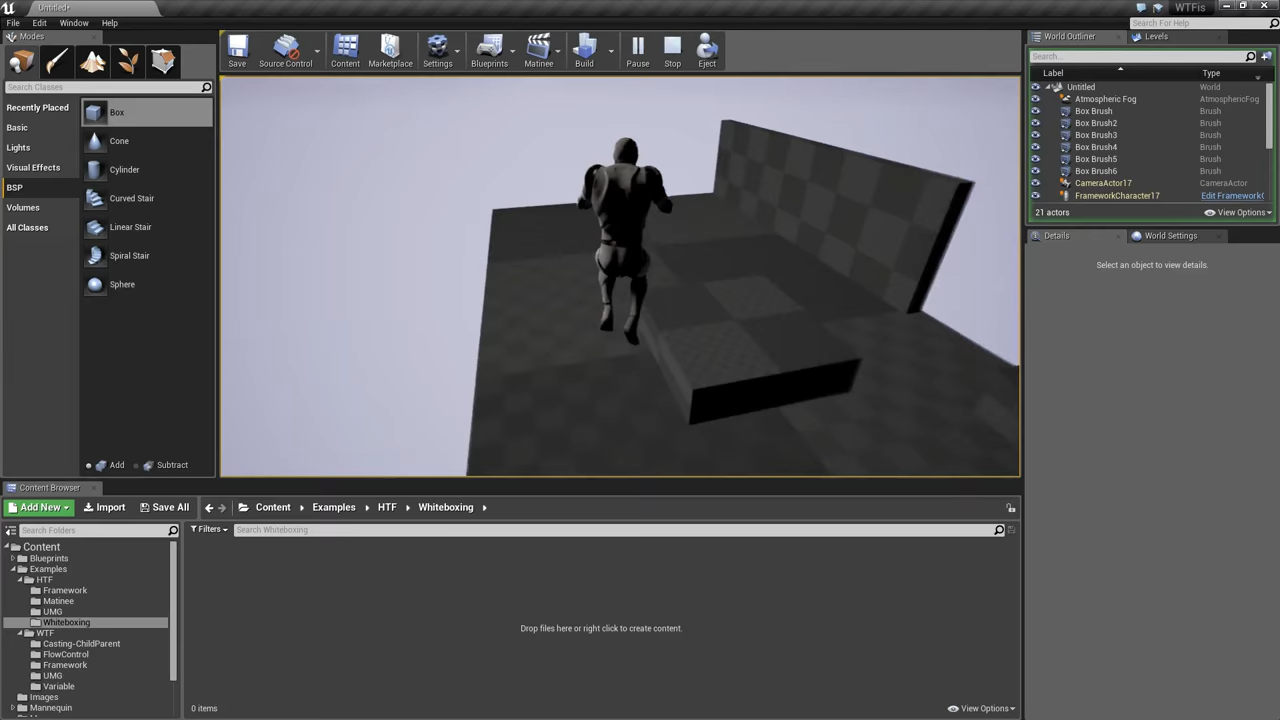 Untitled*
WTFis
File Edit Window Help
Search For Help
Modes
Search Classes
Recently Placed
Basic
Lights
Visual Effects
BSP
Volumes
All Classes
Box
Cone
Cylinder
Curved Stair
Linear Stair
Spiral Stair
Sphere
Add Subtract
Save Source Control Content Marketplace Settings Blueprints Matinee Build Pause Stop Eject
World Outliner Levels
Search...
Label Type
Untitled World
Atmospheric Fog AtmosphericFog
Box Brush Brush
Box Brush2 Brush
Box Brush3 Brush
Box Brush4 Brush
Box Brush5 Brush
Box Brush6 Brush
CameraActor17 CameraActor
FrameworkCharacter17 Edit Framework(
21 actors View Options
Details World Settings
Select an object to view details.
Content Browser
Add New Import Save All Content Examples HTF Whiteboxing
Search Folders
Filters Search Whiteboxing
Content
Blueprints
Examples
HTF
Framework
Matinee
UMG
Whiteboxing
WTF
Casting-ChildParent
FlowControl
Framework
UMG
Variable
Images
Mannequin
Drop files here or right click to create content.
0 items View Options